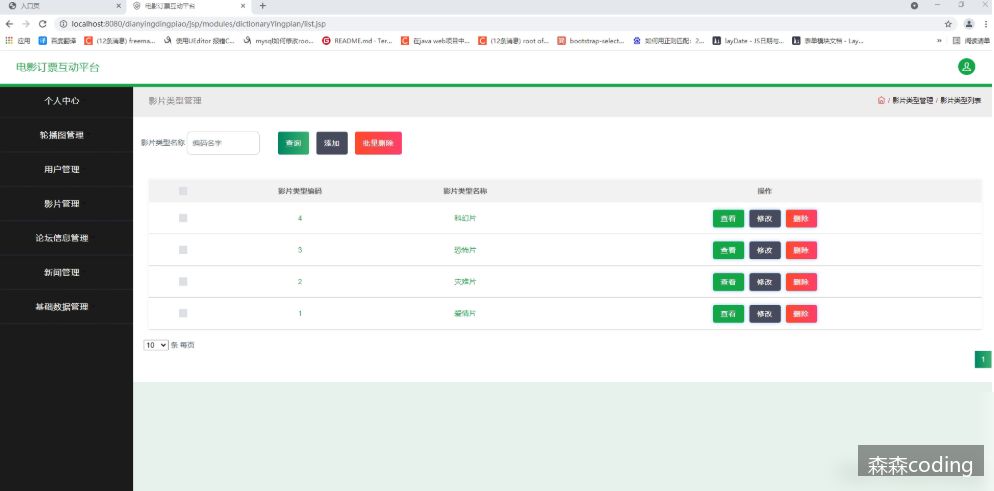 入口页
电影订票互动平台
localhost:8080/dianyingdingpiao/jsp/modules/dictionaryYingpian/list.jsp
应用 百度翻译 (12条消息) freema... 使用UEditor 报错C... mysql如何修改roo... README.md · Ter... 在java web项目中... (12条消息) root of... bootstrap-select... 如何用正则匹配：2... layDate - JS日期与... 表单模块文档 - Lay... » 阅读清单
电影订票互动平台
个人中心
轮播图管理
用户管理
影片管理
论坛信息管理
新闻管理
基础数据管理
影片类型管理
/ 影片类型管理 / 影片类型列表
影片类型名称 编码名字 查询 添加 批量删除
影片类型编码 影片类型名称 操作
4 科幻片 查看 修改 删除
3 恐怖片 查看 修改 删除
2 灾难片 查看 修改 删除
1 爱情片 查看 修改 删除
10 条 每页
1
森森coding